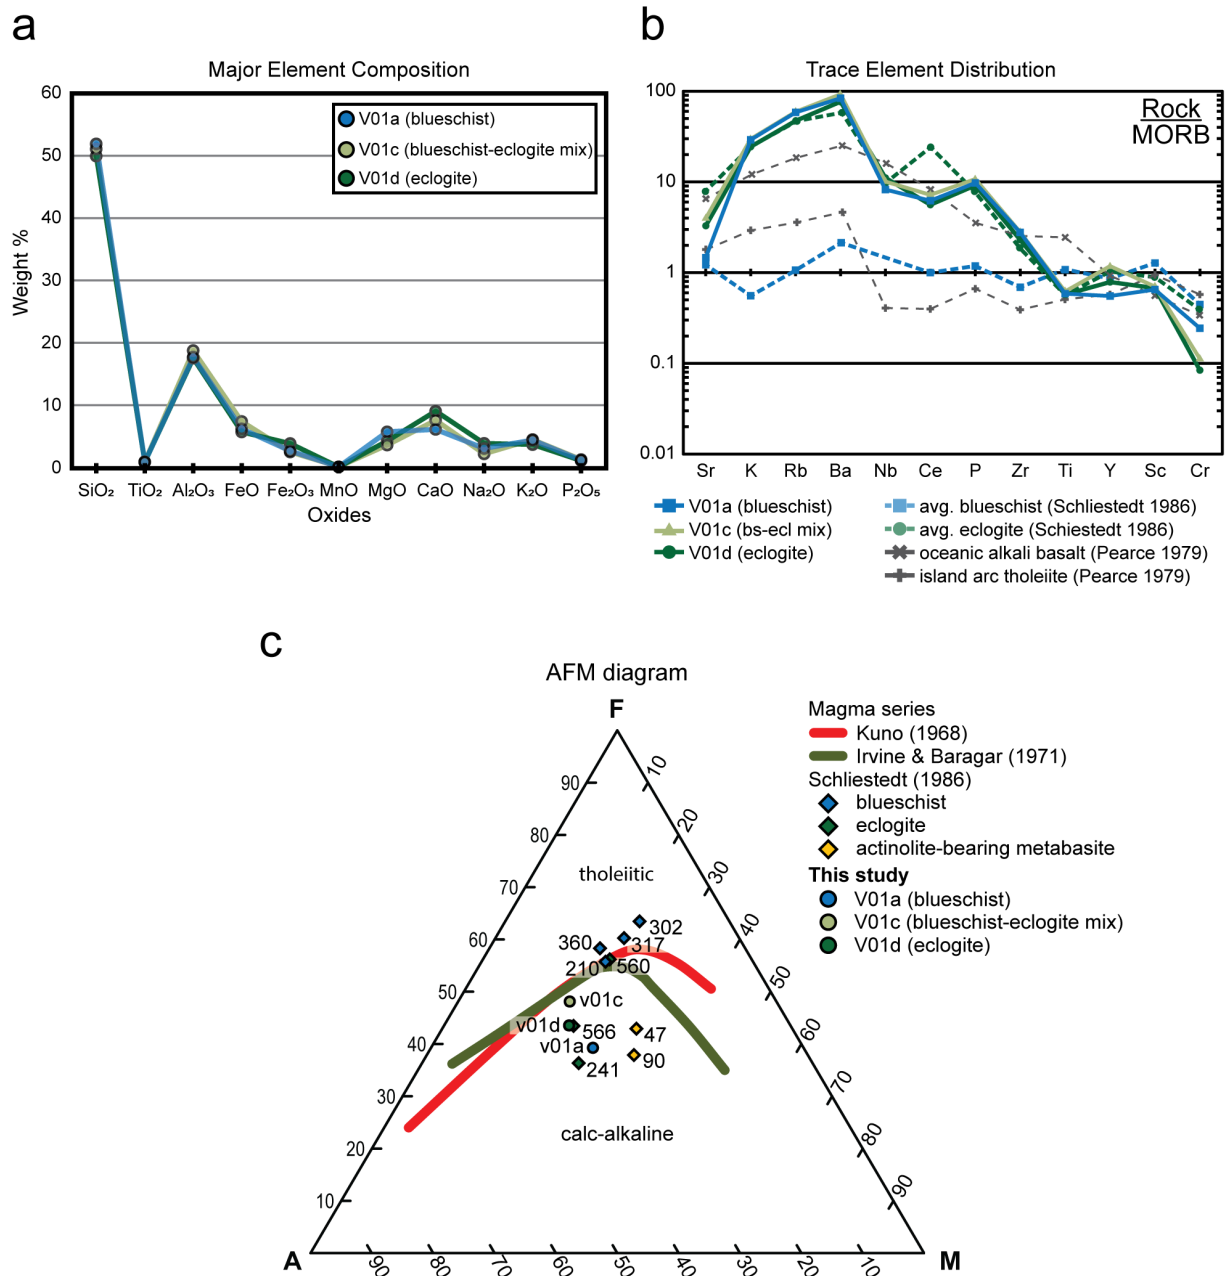 a
Major Element Composition
60
50
40
30
20
10
0
Weight %
V01a (blueschist)
V01c (blueschist-eclogite mix)
V01d (eclogite)
SiO₂ TiO₂ Al₂O₃ FeO Fe₂O₃ MnO MgO CaO Na₂O K₂O P₂O₅
Oxides
b
Trace Element Distribution
100
10
1
0.1
0.01
Rock
MORB
Sr K Rb Ba Nb Ce P Zr Ti Y Sc Cr
V01a (blueschist)
V01c (bs-ecl mix)
V01d (eclogite)
avg. blueschist (Schliestedt 1986)
avg. eclogite (Schiestedt 1986)
oceanic alkali basalt (Pearce 1979)
island arc tholeiite (Pearce 1979)
c
AFM diagram
F
90
80
70
60
50
40
30
20
10
10
20
30
40
50
60
70
80
90
tholeiitic
302
317
360
210
560
v01c
v01d
566
v01a
241
47
90
calc-alkaline
A
M
90 80 70 60 50 40 30 20 10
Magma series
Kuno (1968)
Irvine & Baragar (1971)
Schliestedt (1986)
blueschist
eclogite
actinolite-bearing metabasite
This study
V01a (blueschist)
V01c (blueschist-eclogite mix)
V01d (eclogite)